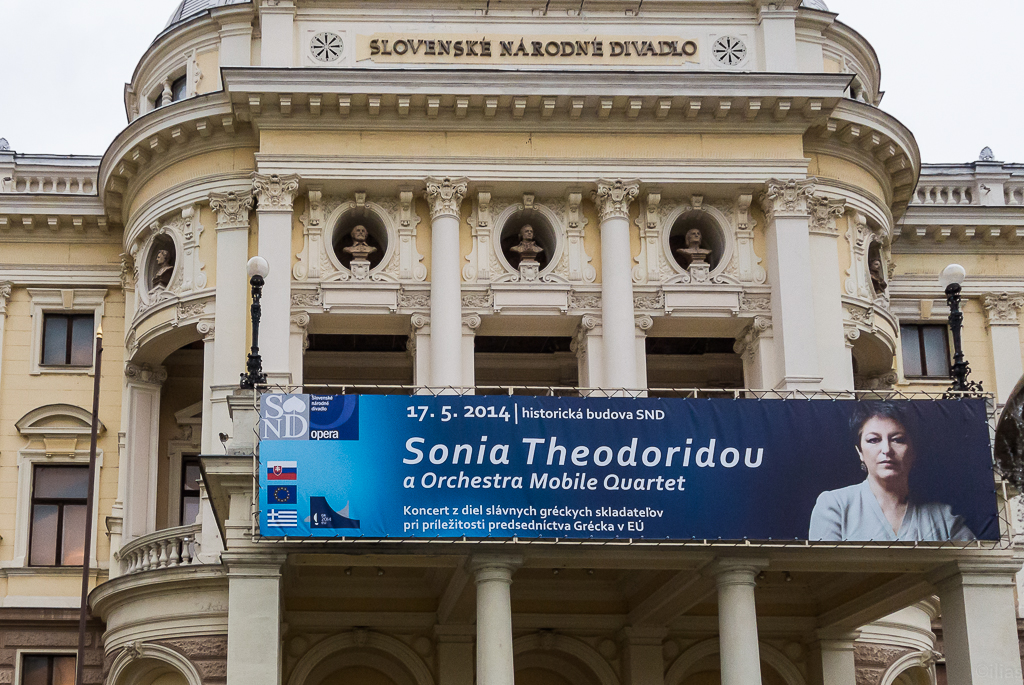 SLOVENSKÉ NÁRODNÉ DIVADLO
SND
Slovenské
národné
divadlo
opera
17. 5. 2014 | historická budova SND
Sonia Theodoridou
a Orchestra Mobile Quartet
Koncert z diel slávnych gréckych skladateľov
pri príležitosti predsedníctva Grécka v EÚ